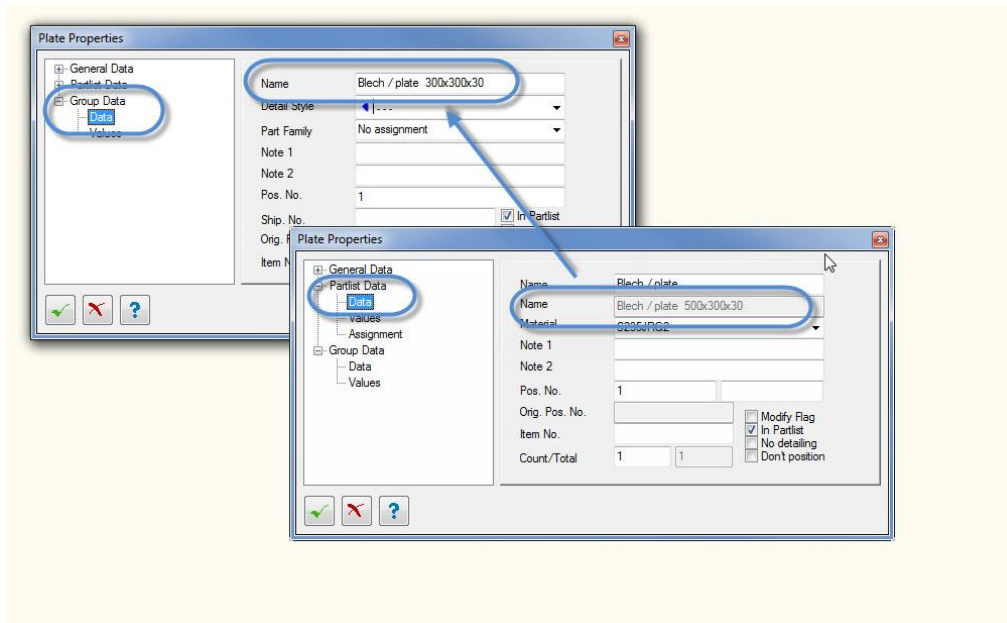 Plate Properties
General Data
Partlist Data
Group Data
Data
Values
Name Blech / plate 300x300x30
Detail Style ---
Part Family No assignment
Note 1
Note 2
Pos. No. 1
Ship. No. In Partlist
Orig.
Item
Plate Properties
General Data
Partlist Data
Data
Values
Assignment
Group Data
Data
Values
Name Blech / plate
Name Blech / plate 500x300x30
Material S235JRG2
Note 1
Note 2
Pos. No. 1
Orig. Pos. No. Modify Flag
Item No. In Partlist
No detailing
Count/Total 1 1 Don't position